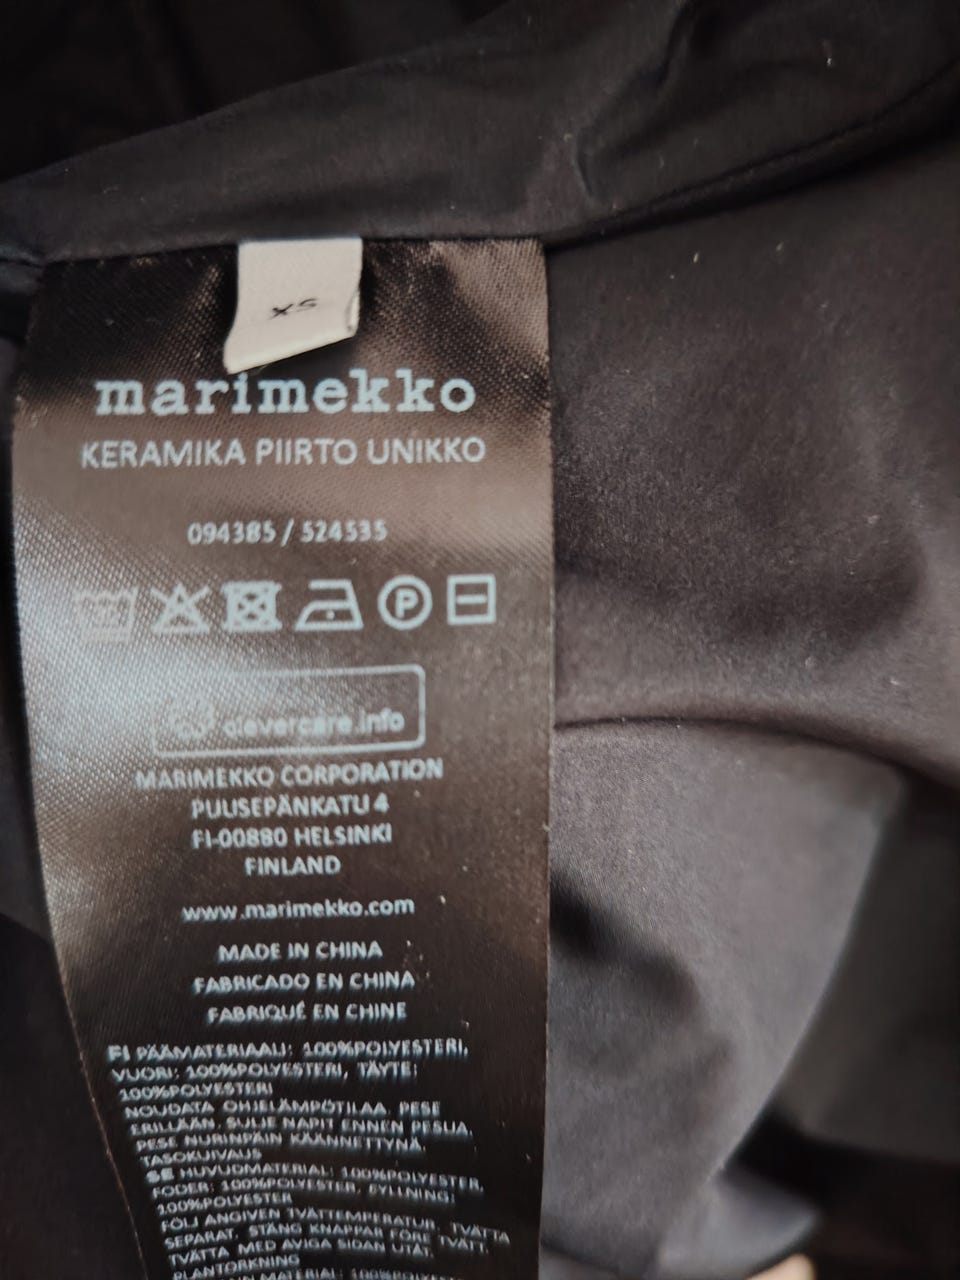 XS
marimekko
KERAMIKA PIIRTO UNIKKO
094385 / 524535
P
clevercare.info
MARIMEKKO CORPORATION
PUUSEPÄNKATU 4
FI-00880 HELSINKI
FINLAND
www.marimekko.com
MADE IN CHINA
FABRICADO EN CHINA
FABRIQUÉ EN CHINE
FI PÄÄMATERIAALI: 100%POLYESTERI,
VUORI: 100%POLYESTERI, TÄYTE:
100%POLYESTERI
NOUDATA OHJELÄMPÖTILAA, PESE
ERILLÄÄN, SULJE NAPIT ENNEN PESUA,
PESE NURINPÄIN KÄÄNNETTYNÄ,
TASOKUIVAUS
SE HUVUDMATERIAL: 100%POLYESTER,
FODER: 100%POLYESTER, FYLLNING:
100%POLYESTER
FÖLJ ANGIVEN TVÄTTEMPERATUR, TVÄTTA
SEPARAT, STÄNG KNAPPAR FÖRE TVÄTT,
TVÄTTA MED AVIGA SIDAN UTÅT,
PLANTORKNING
MATERIAL: 100%POLYESTER